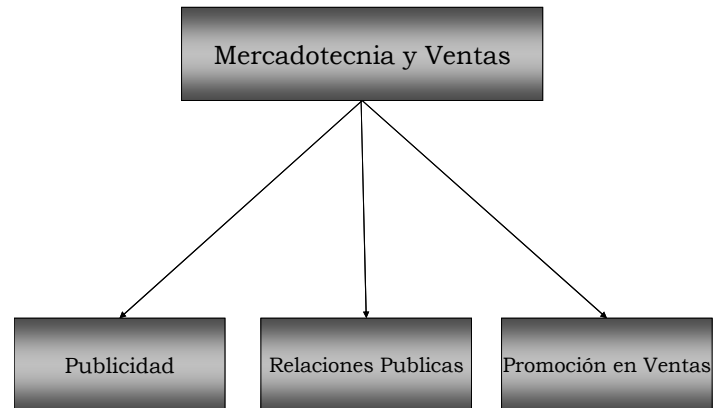 Mercadotecnia y Ventas
Publicidad
Relaciones Publicas
Promoción en Ventas